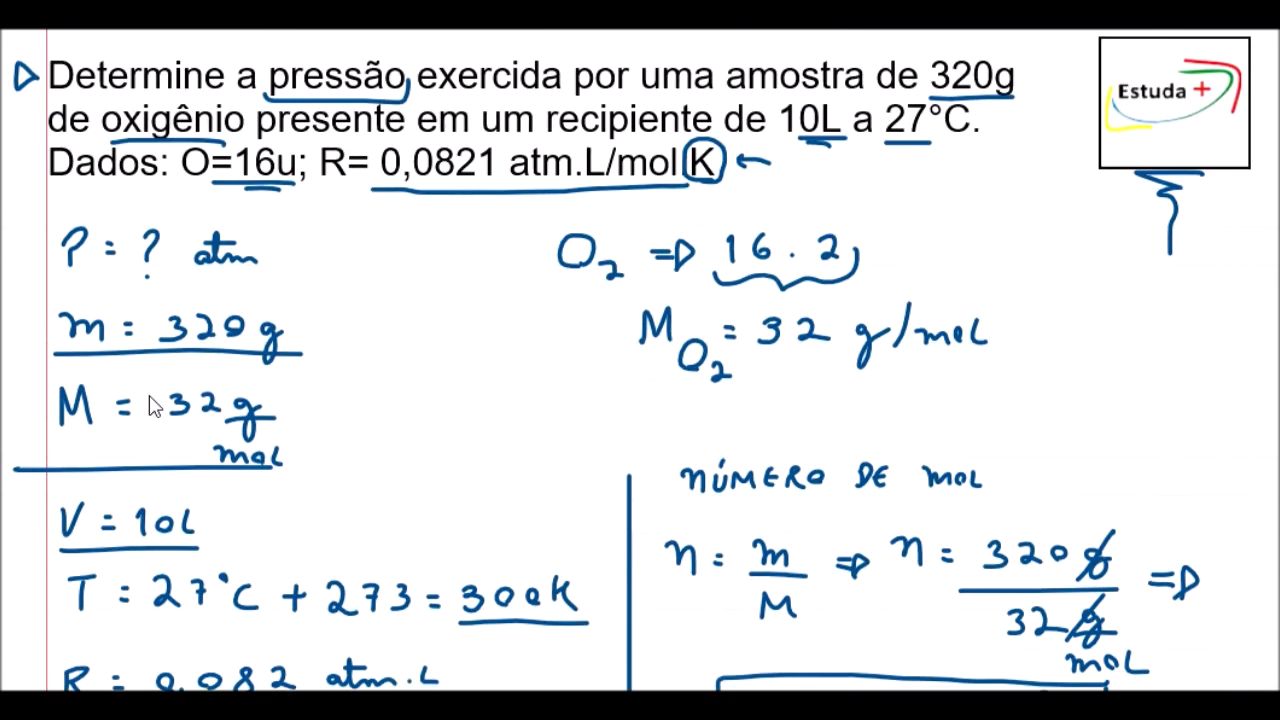 Determine a pressão exercida por uma amostra de 320g
de oxigênio presente em um recipiente de 10L a 27°C.
Dados: O=16u; R= 0,0821 atm.L/mol K
Estuda +
P = ? atm
m = 320g
M = 32 g
mol
V = 10L
T = 27°C + 273 = 300K
R = 0,082 atm.L
O2 ⇒ 16 . 2
MO2 = 32 g/mol
NÚMERO DE MOL
n = m/M ⇒ n = 320g ⇒
32 g
mol